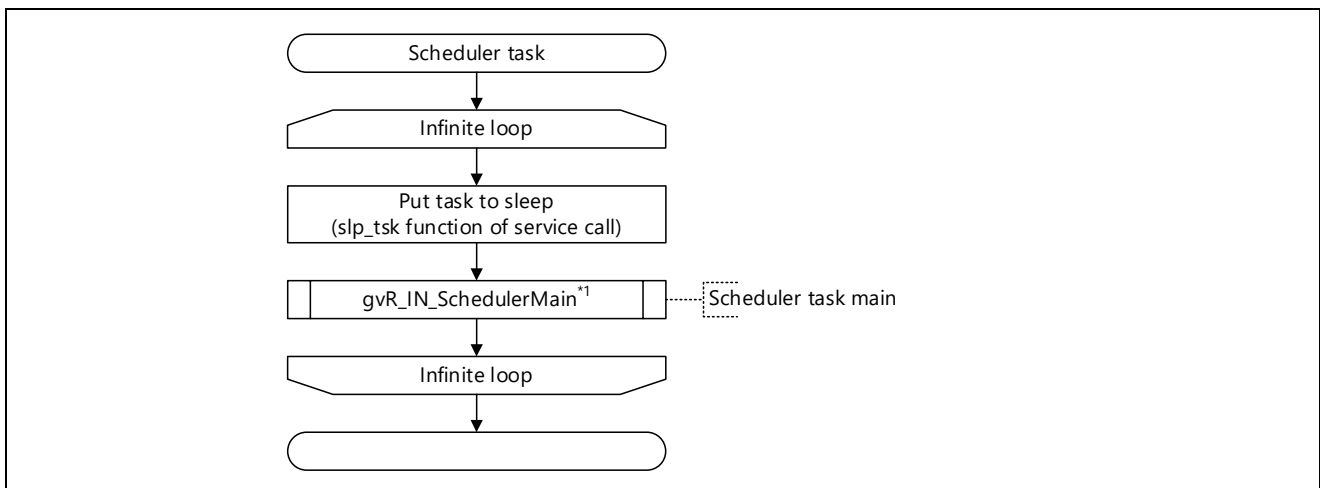 Scheduler task
Infinite loop
Put task to sleep
(slp_tsk function of service call)
gvR_IN_SchedulerMain*1
Scheduler task main
Infinite loop